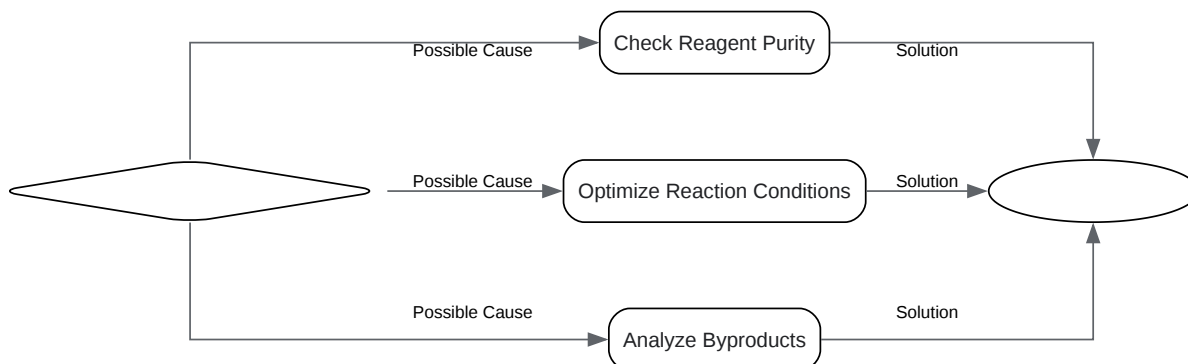 Possible Cause
Check Reagent Purity
Solution
Possible Cause
Optimize Reaction Conditions
Solution
Possible Cause
Analyze Byproducts
Solution